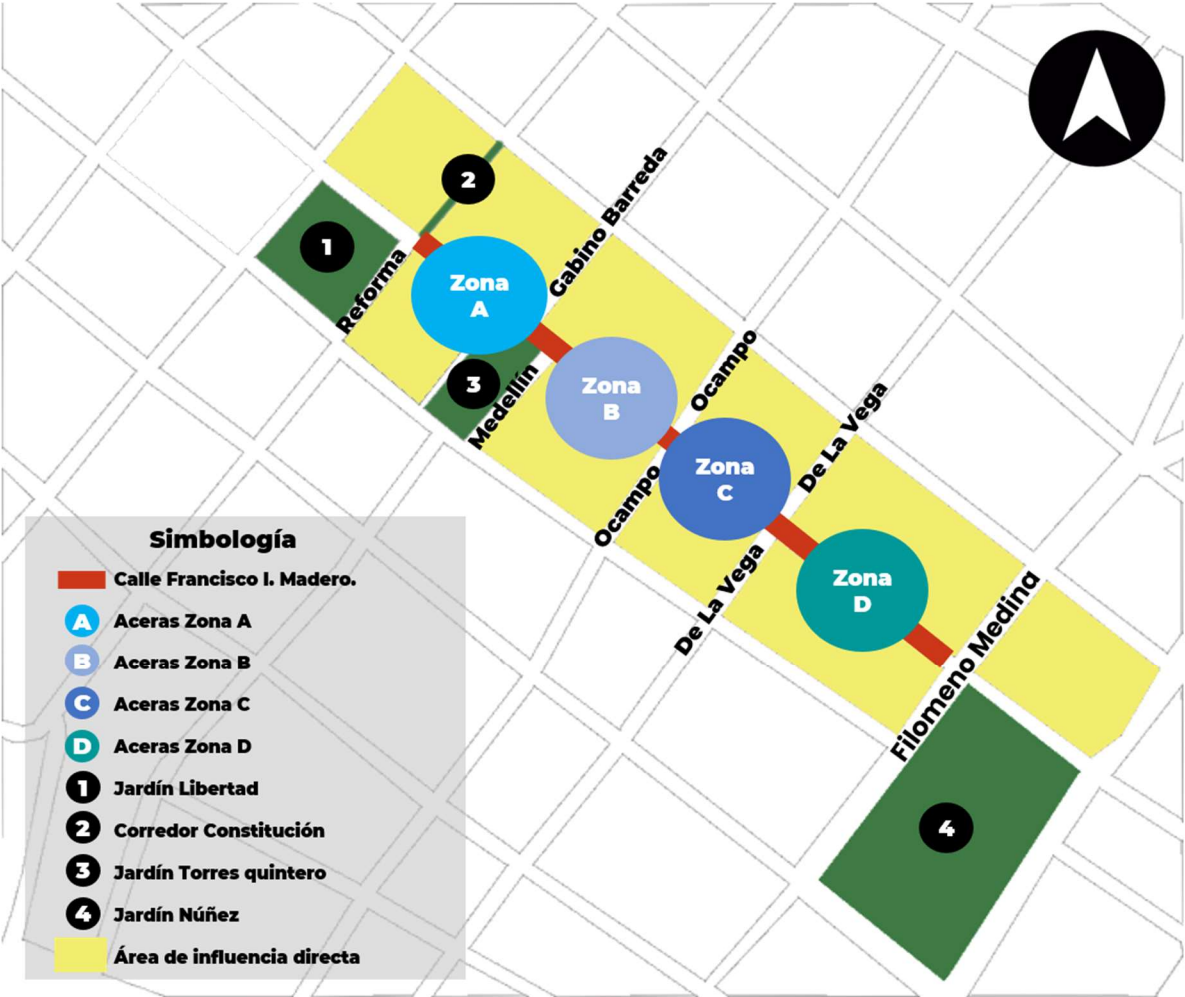 2
Gabino Barreda
1
Reforma
Zona
A
3
Medellín
Zona
B
Ocampo
Ocampo
Zona
C
De La Vega
De La Vega
Zona
D
Filomeno Medina
4
Simbología
Calle Francisco I. Madero.
A Aceras Zona A
B Aceras Zona B
C Aceras Zona C
D Aceras Zona D
1 Jardín Libertad
2 Corredor Constitución
3 Jardín Torres quintero
4 Jardín Núñez
Área de influencia directa